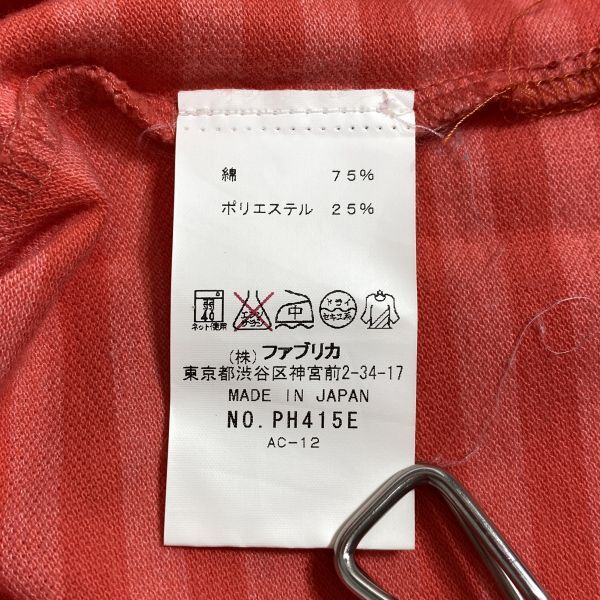 綿 75%
ポリエステル 25%
40
ネット使用
エンソ
サラシ
中
ドライ
セキユ系
(株) ファブリカ
東京都渋谷区神宮前2-34-17
MADE IN JAPAN
NO. PH415E
AC-12